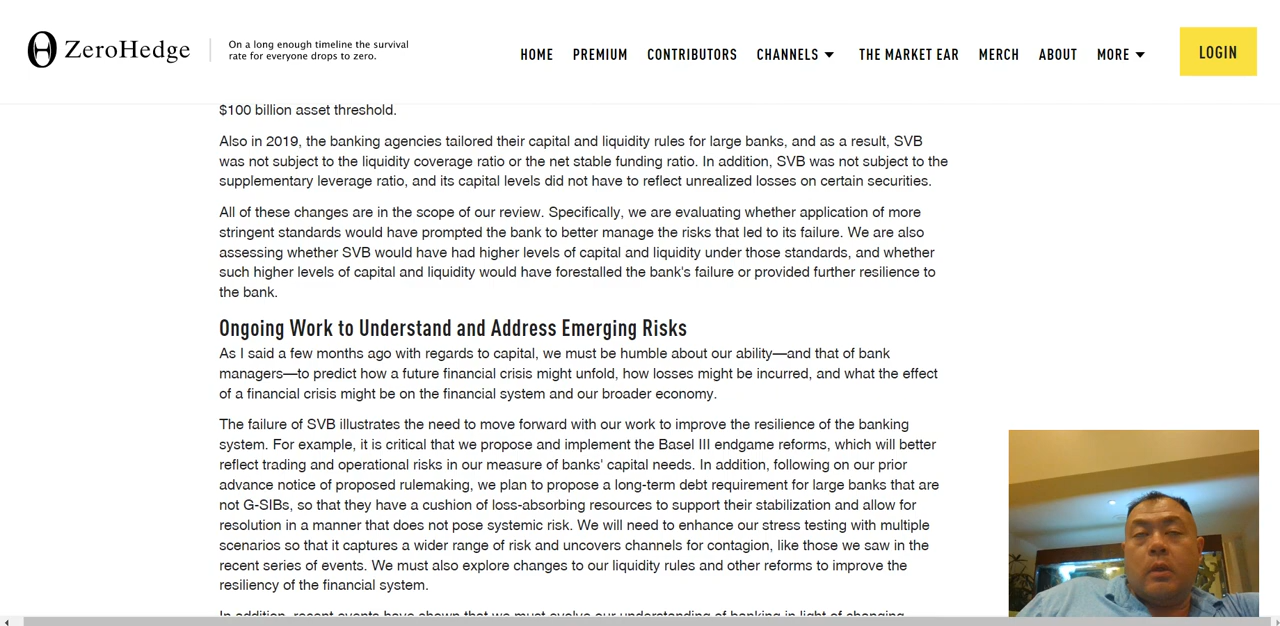 ZeroHedge
On a long enough timeline the survival
rate for everyone drops to zero.
HOME PREMIUM CONTRIBUTORS CHANNELS THE MARKET EAR MERCH ABOUT MORE LOGIN
$100 billion asset threshold.
Also in 2019, the banking agencies tailored their capital and liquidity rules for large banks, and as a result, SVB
was not subject to the liquidity coverage ratio or the net stable funding ratio. In addition, SVB was not subject to the
supplementary leverage ratio, and its capital levels did not have to reflect unrealized losses on certain securities.
All of these changes are in the scope of our review. Specifically, we are evaluating whether application of more
stringent standards would have prompted the bank to better manage the risks that led to its failure. We are also
assessing whether SVB would have had higher levels of capital and liquidity under those standards, and whether
such higher levels of capital and liquidity would have forestalled the bank's failure or provided further resilience to
the bank.
Ongoing Work to Understand and Address Emerging Risks
As I said a few months ago with regards to capital, we must be humble about our ability—and that of bank
managers—to predict how a future financial crisis might unfold, how losses might be incurred, and what the effect
of a financial crisis might be on the financial system and our broader economy.
The failure of SVB illustrates the need to move forward with our work to improve the resilience of the banking
system. For example, it is critical that we propose and implement the Basel III endgame reforms, which will better
reflect trading and operational risks in our measure of banks' capital needs. In addition, following on our prior
advance notice of proposed rulemaking, we plan to propose a long-term debt requirement for large banks that are
not G-SIBs, so that they have a cushion of loss-absorbing resources to support their stabilization and allow for
resolution in a manner that does not pose systemic risk. We will need to enhance our stress testing with multiple
scenarios so that it captures a wider range of risk and uncovers channels for contagion, like those we saw in the
recent series of events. We must also explore changes to our liquidity rules and other reforms to improve the
resiliency of the financial system.
In addition, recent events have shown that we must evolve our understanding of banking in light of changing